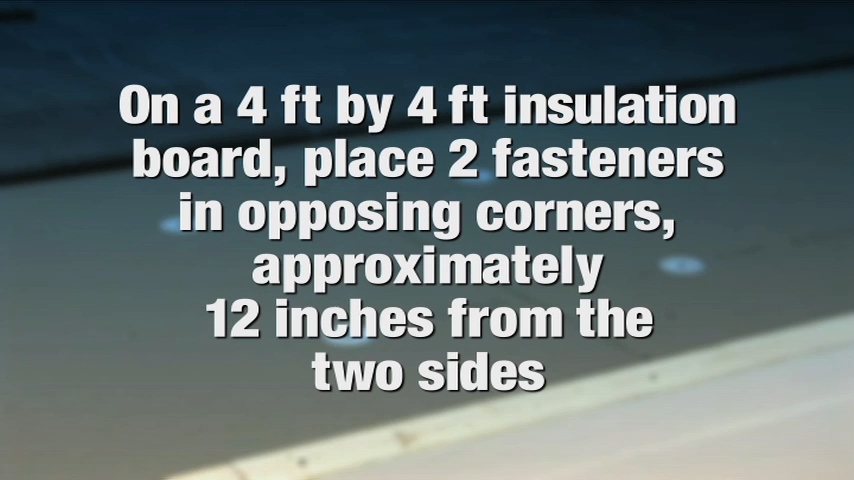 On a 4 ft by 4 ft insulation
board, place 2 fasteners
in opposing corners,
approximately
12 inches from the
two sides